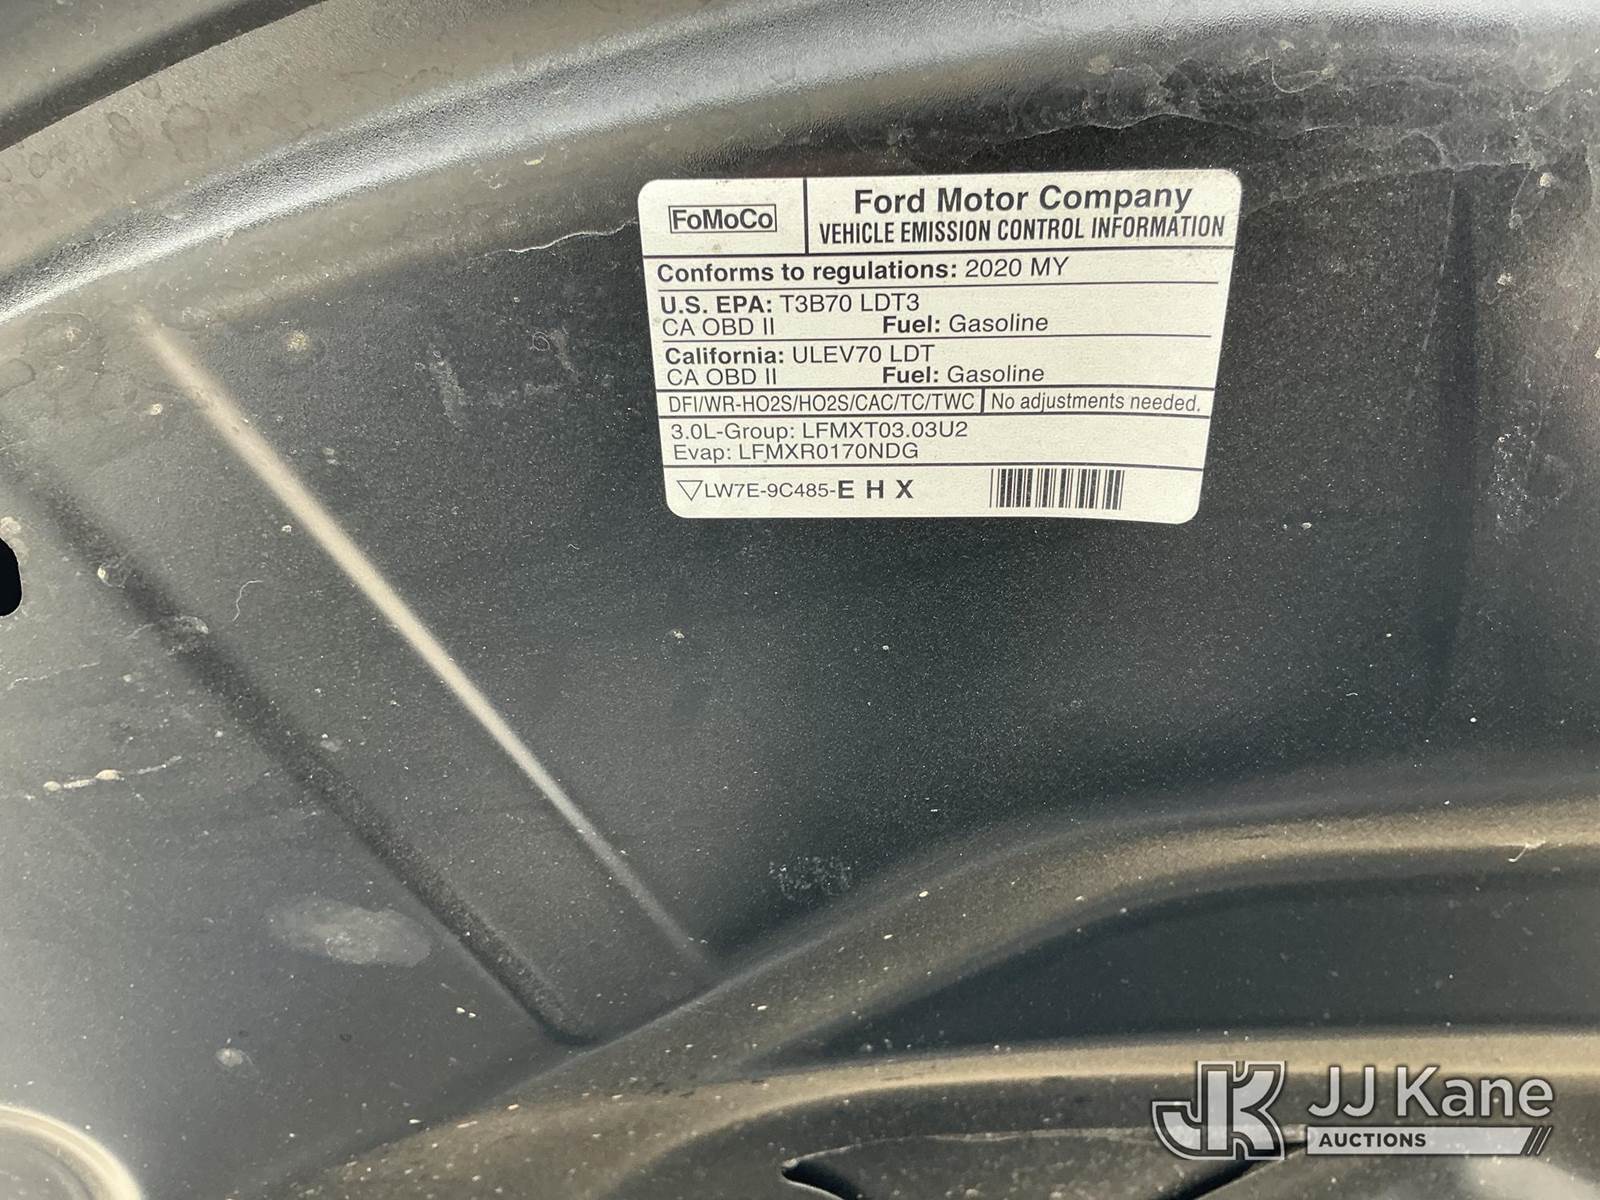 FoMoCo
Ford Motor Company
VEHICLE EMISSION CONTROL INFORMATION
Conforms to regulations: 2020 MY
U.S. EPA: T3B70 LDT3
CA OBD II Fuel: Gasoline
California: ULEV70 LDT
CA OBD II Fuel: Gasoline
DFI/WR-HO2S/HO2S/CAC/TC/TWC No adjustments needed.
3.0L-Group: LFMXT03.03U2
Evap: LFMXR0170NDG
LW7E-9C485-E H X
JK JJ Kane
AUCTIONS